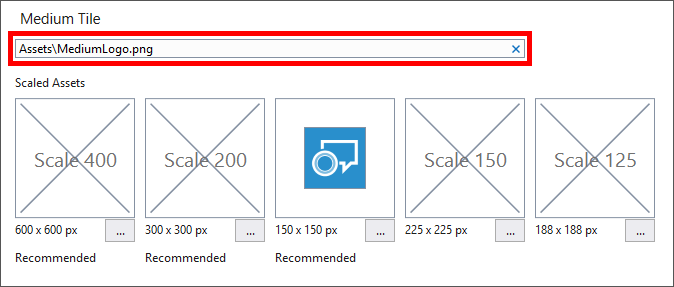 Medium Tile
Assets\MediumLogo.png ×
Scaled Assets
Scale 400 Scale 200 Scale 150 Scale 125
600 x 600 px ... 300 x 300 px ... 150 x 150 px ... 225 x 225 px ... 188 x 188 px ...
Recommended Recommended Recommended